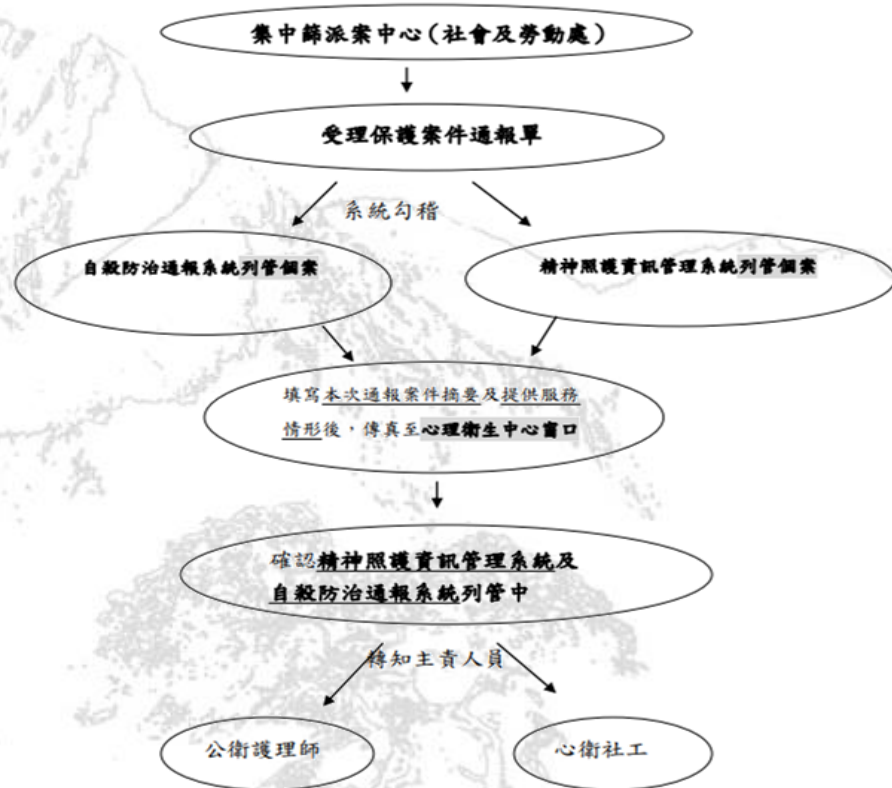 集中篩派案中心(社會及勞動處)
受理保護案件通報單
系統勾稽
自殺防治通報系統列管個案
精神照護資訊管理系統列管個案
填寫本次通報案件摘要及提供服務
情形後，傳真至心理衛生中心窗口
確認精神照護資訊管理系統及
自殺防治通報系統列管中
轉知主責人員
公衛護理師
心衛社工